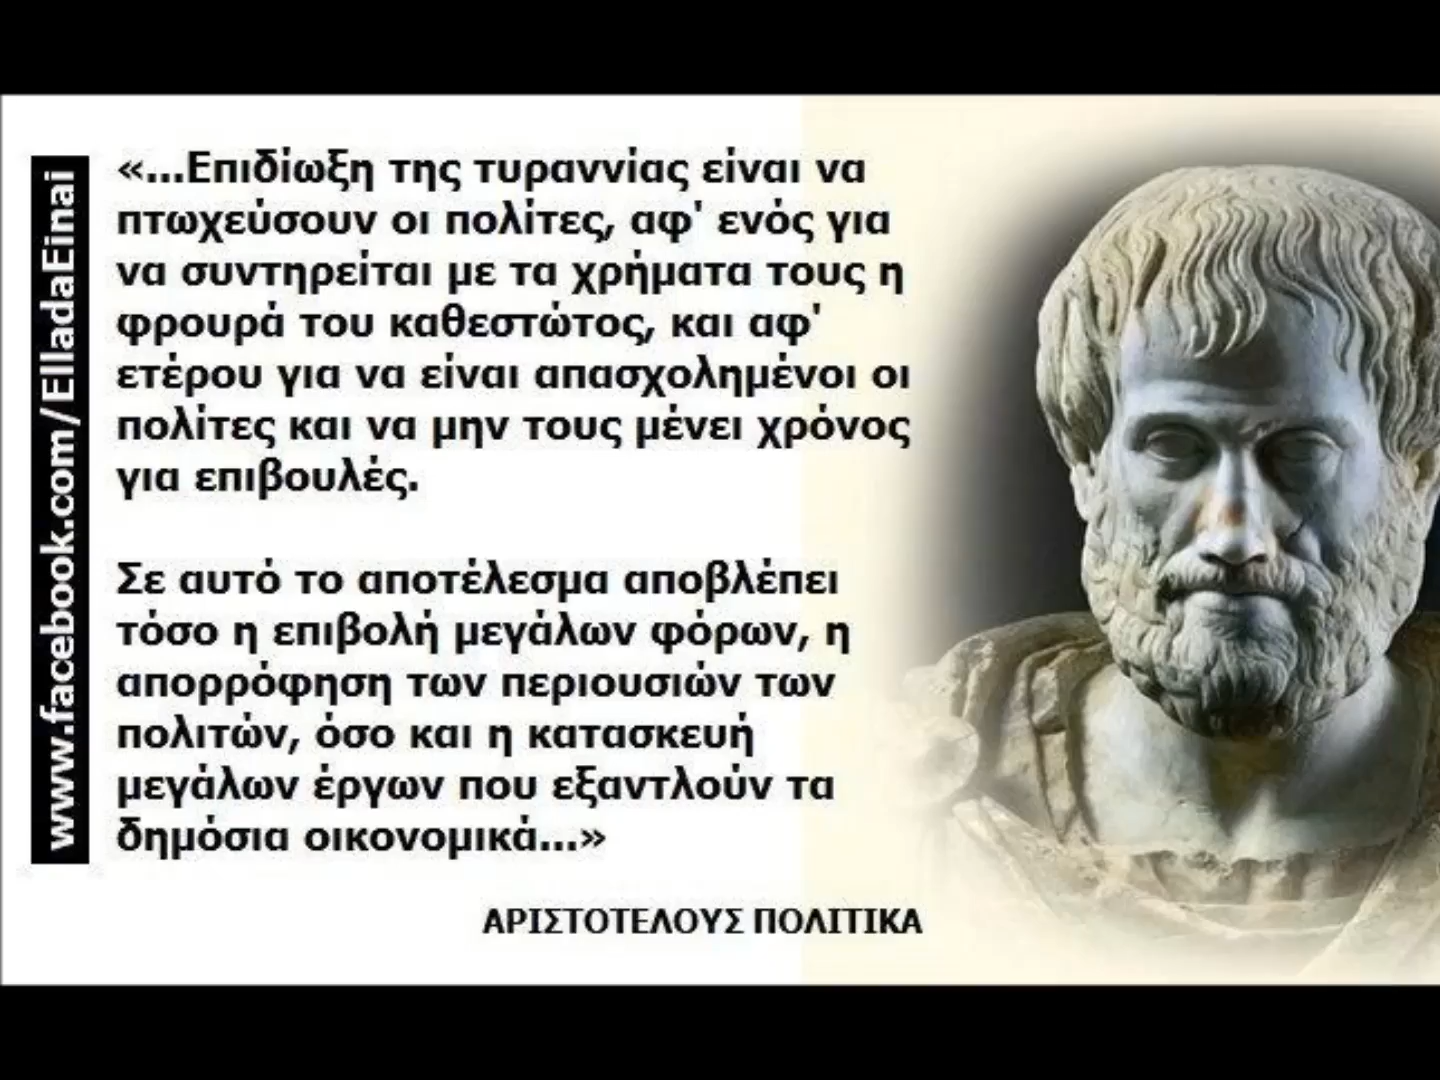 www.facebook.com/ElladaEinai
«...Επιδίωξη της τυραννίας είναι να
πτωχεύσουν οι πολίτες, αφ' ενός για
να συντηρείται με τα χρήματα τους η
φρουρά του καθεστώτος, και αφ'
ετέρου για να είναι απασχολημένοι οι
πολίτες και να μην τους μένει χρόνος
για επιβουλές.
Σε αυτό το αποτέλεσμα αποβλέπει
τόσο η επιβολή μεγάλων φόρων, η
απορρόφηση των περιουσιών των
πολιτών, όσο και η κατασκευή
μεγάλων έργων που εξαντλούν τα
δημόσια οικονομικά...»
ΑΡΙΣΤΟΤΕΛΟΥΣ ΠΟΛΙΤΙΚΑ